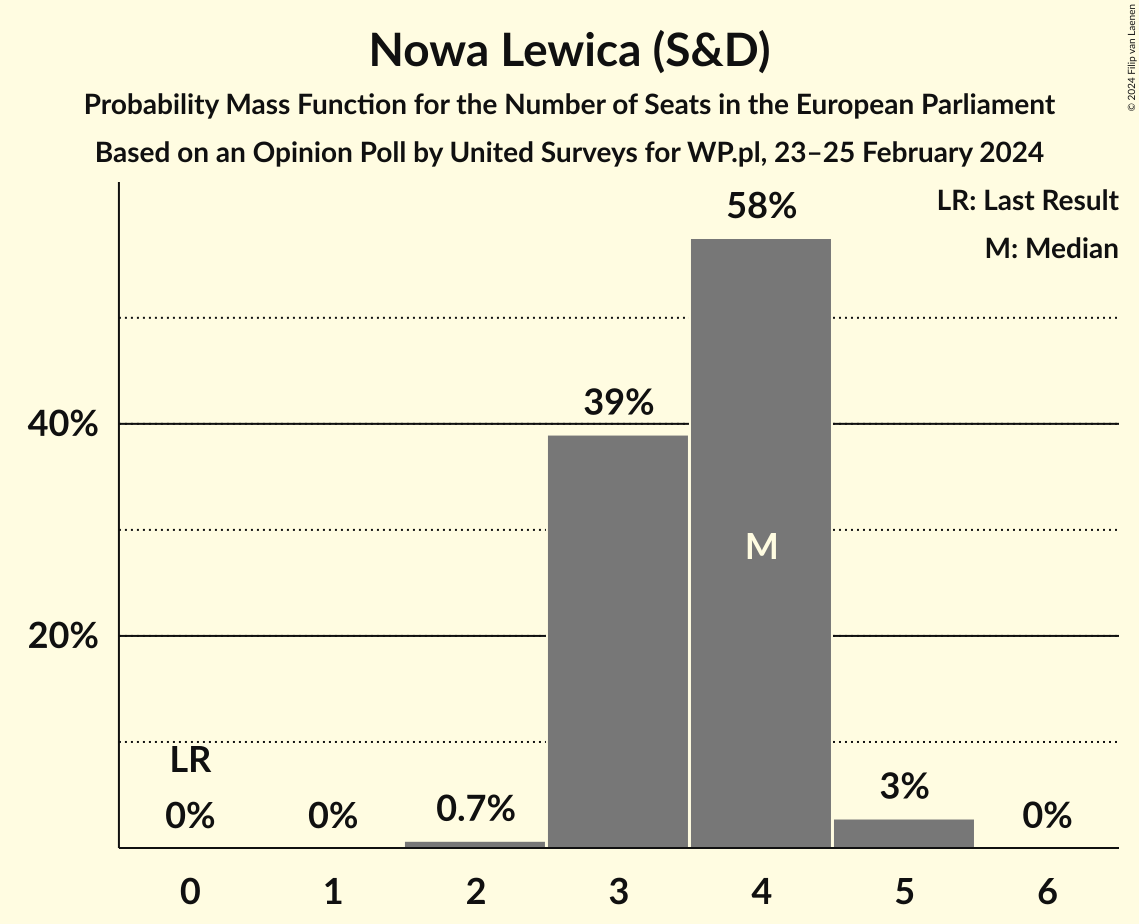 Nowa Lewica (S&D)
Probability Mass Function for the Number of Seats in the European Parliament
Based on an Opinion Poll by United Surveys for WP.pl, 23–25 February 2024
© 2024 Filip van Laenen
LR: Last Result
M: Median
58%
39%
40%
M
20%
LR
0%
0%
0.7%
3%
0%
0
1
2
3
4
5
6